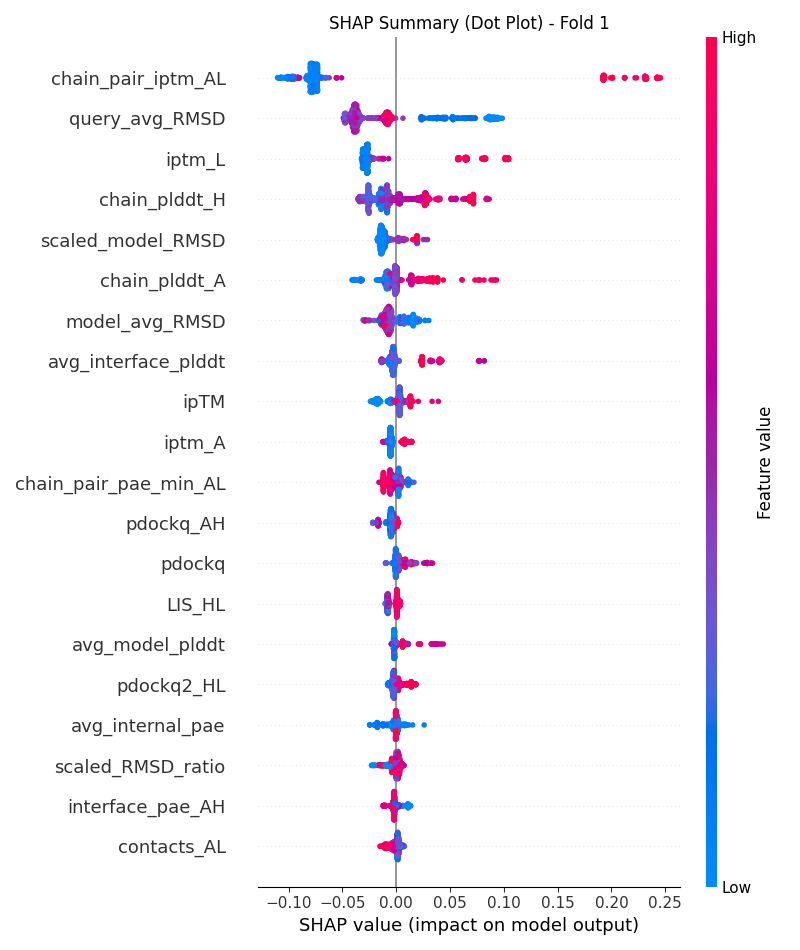 SHAP Summary (Dot Plot) - Fold 1
High
chain_pair_iptm_AL
query_avg_RMSD
iptm_L
chain_plddt_H
scaled_model_RMSD
chain_plddt_A
model_avg_RMSD
avg_interface_plddt
ipTM
iptm_A
chain_pair_pae_min_AL
pdockq_AH
pdockq
LIS_HL
avg_model_plddt
pdockq2_HL
avg_internal_pae
scaled_RMSD_ratio
interface_pae_AH
contacts_AL
Feature value
Low
−0.10 −0.05 0.00 0.05 0.10 0.15 0.20 0.25
SHAP value (impact on model output)